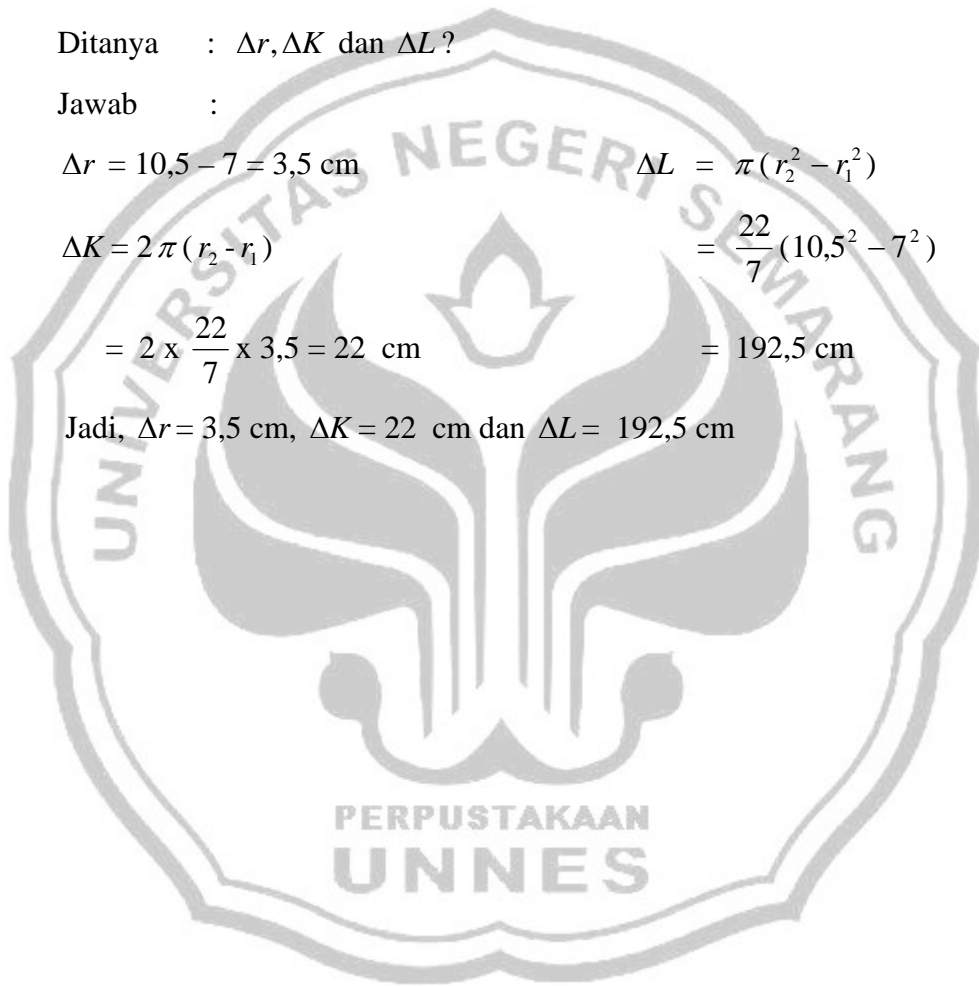 Ditanya : Δr, ΔK dan ΔL ?
Jawab :
Δr = 10,5 – 7 = 3,5 cm
ΔK = 2 π ( r₂ - r₁ )
= 2 x 22/7 x 3,5 = 22 cm
ΔL = π ( r₂² − r₁² )
= 22/7 (10,5² − 7² )
= 192,5 cm
Jadi, Δr = 3,5 cm, ΔK = 22 cm dan ΔL = 192,5 cm
UNIVERSITAS NEGERI SEMARANG
PERPUSTAKAAN
UNNES